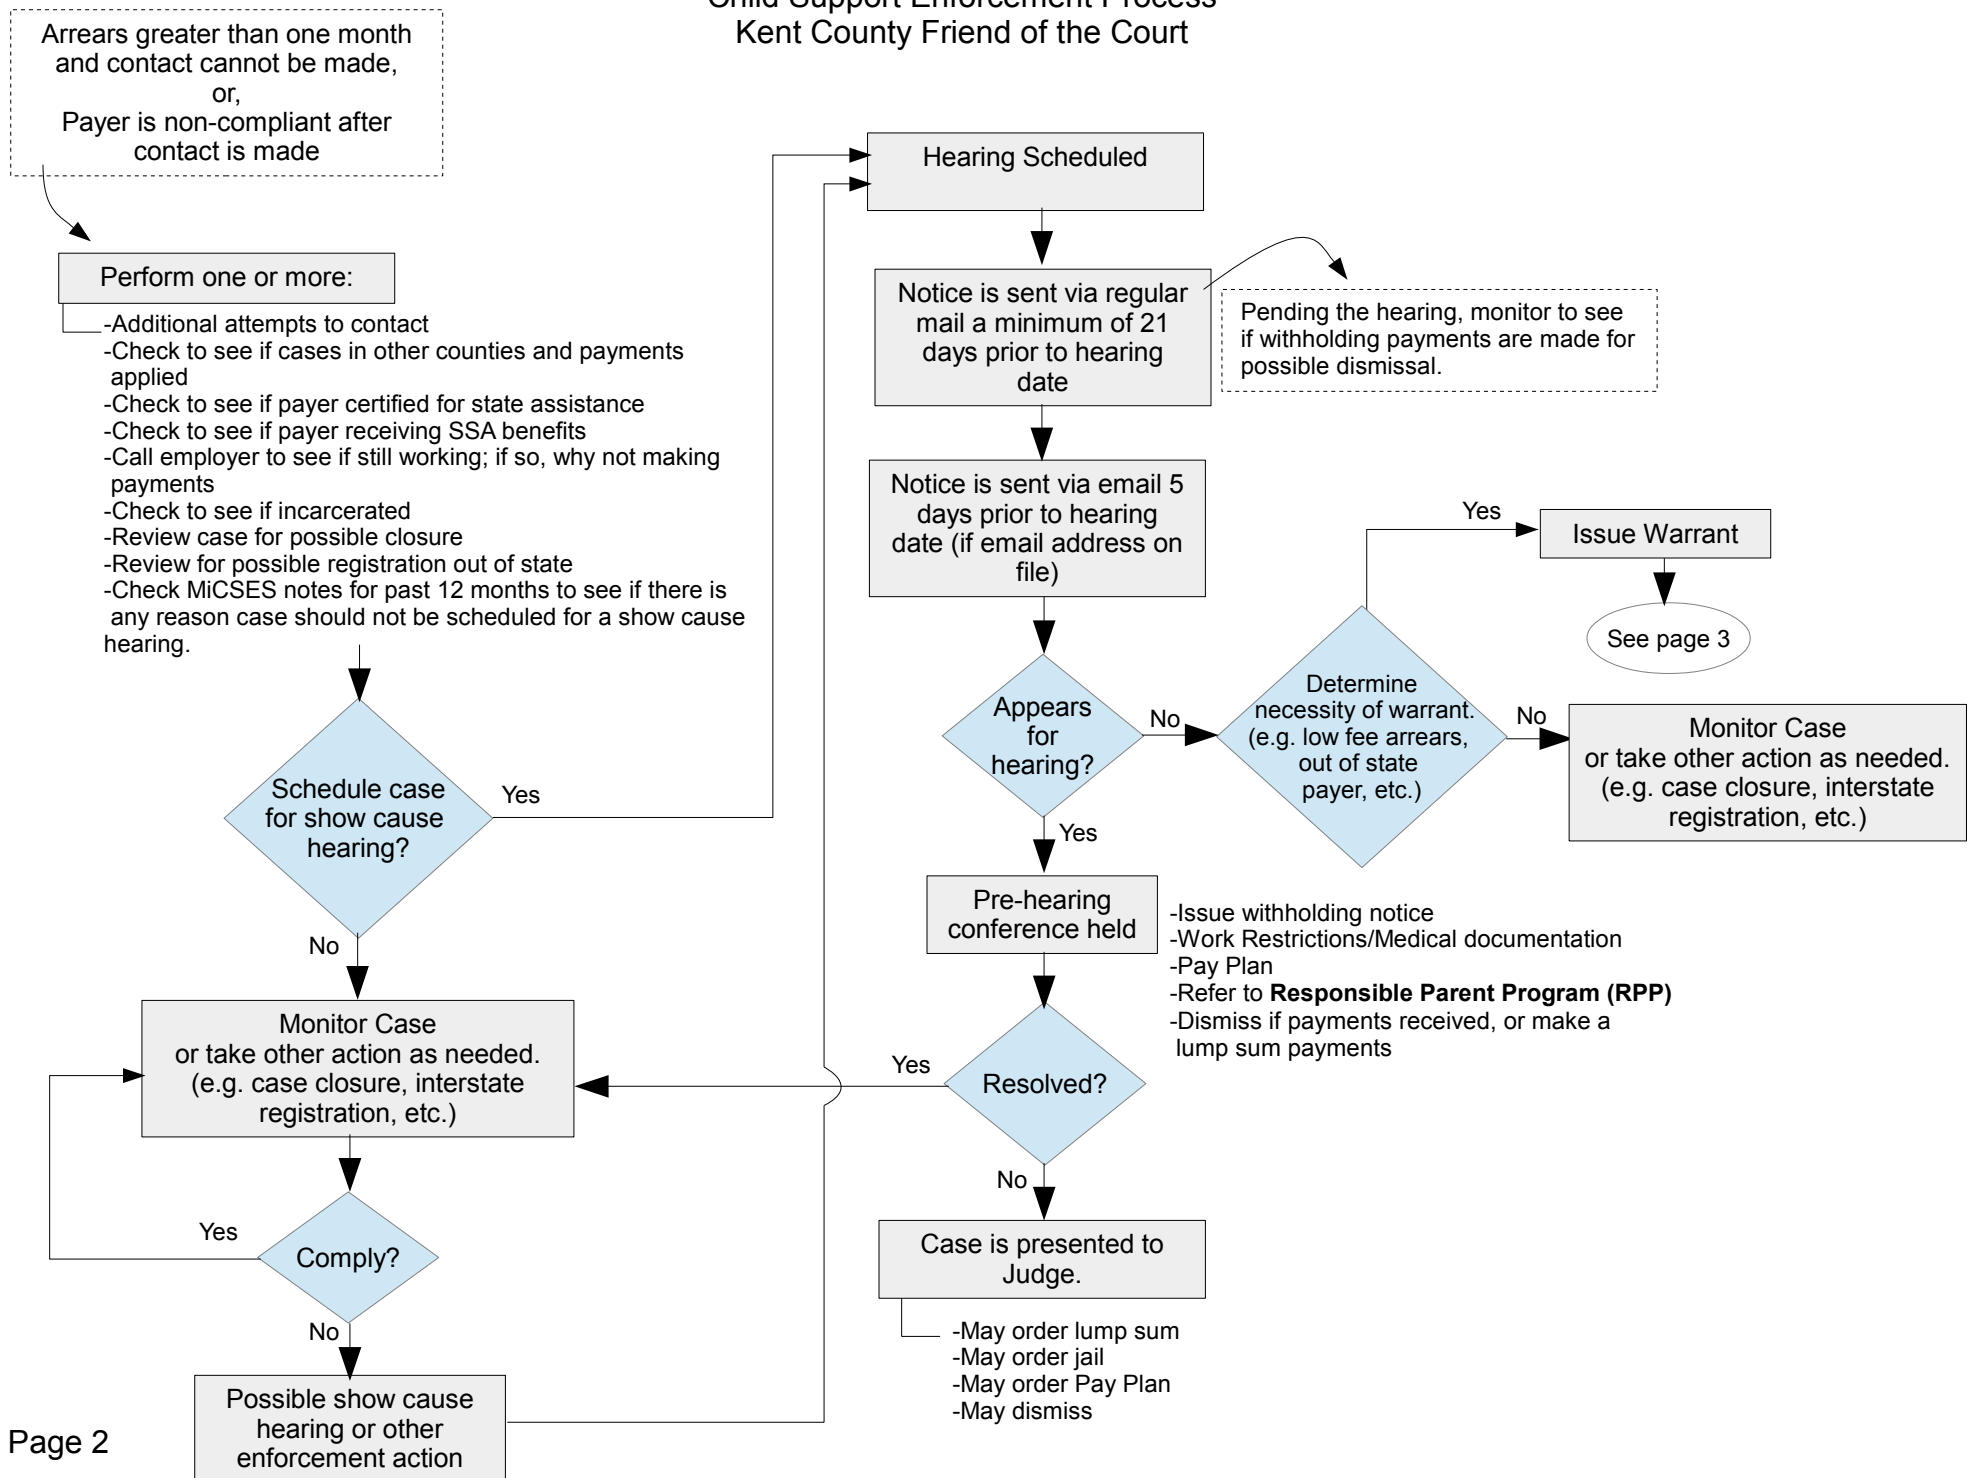 Child Support Enforcement Process
Kent County Friend of the Court
Arrears greater than one month
and contact cannot be made,
or,
Payer is non-compliant after
contact is made
Perform one or more:
-Additional attempts to contact
-Check to see if cases in other counties and payments
applied
-Check to see if payer certified for state assistance
-Check to see if payer receiving SSA benefits
-Call employer to see if still working; if so, why not making
payments
-Check to see if incarcerated
-Review case for possible closure
-Review for possible registration out of state
-Check MiCSES notes for past 12 months to see if there is
any reason case should not be scheduled for a show cause
hearing.
Schedule case
for show cause
hearing?
Yes
No
Monitor Case
or take other action as needed.
(e.g. case closure, interstate
registration, etc.)
Yes
Comply?
No
Possible show cause
hearing or other
enforcement action
Hearing Scheduled
Notice is sent via regular
mail a minimum of 21
days prior to hearing
date
Pending the hearing, monitor to see
if withholding payments are made for
possible dismissal.
Notice is sent via email 5
days prior to hearing
date (if email address on
file)
Appears
for
hearing?
No
Determine
necessity of warrant.
(e.g. low fee arrears,
out of state
payer, etc.)
Yes
Issue Warrant
See page 3
No
Monitor Case
or take other action as needed.
(e.g. case closure, interstate
registration, etc.)
Yes
Pre-hearing
conference held
-Issue withholding notice
-Work Restrictions/Medical documentation
-Pay Plan
-Refer to Responsible Parent Program (RPP)
-Dismiss if payments received, or make a
lump sum payments
Yes
Resolved?
No
Case is presented to
Judge.
-May order lump sum
-May order jail
-May order Pay Plan
-May dismiss
Page 2